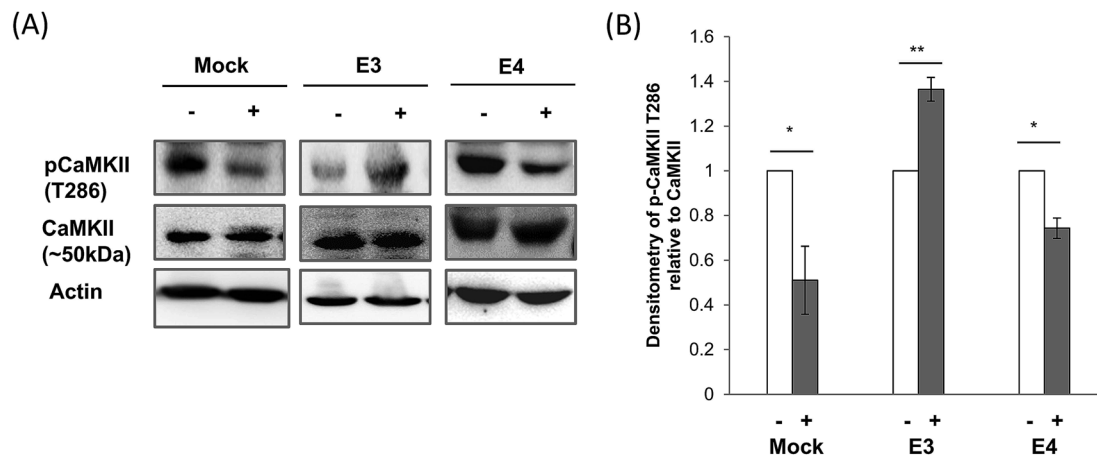 (A)
Mock E3 E4
- + - + - +
pCaMKII
(T286)
CaMKII
(~50kDa)
Actin
(B)
Densitometry of p-CaMKII T286
relative to CaMKII
1.6
1.4
1.2
1
0.8
0.6
0.4
0.2
0
*
**
*
- + - + - +
Mock E3 E4